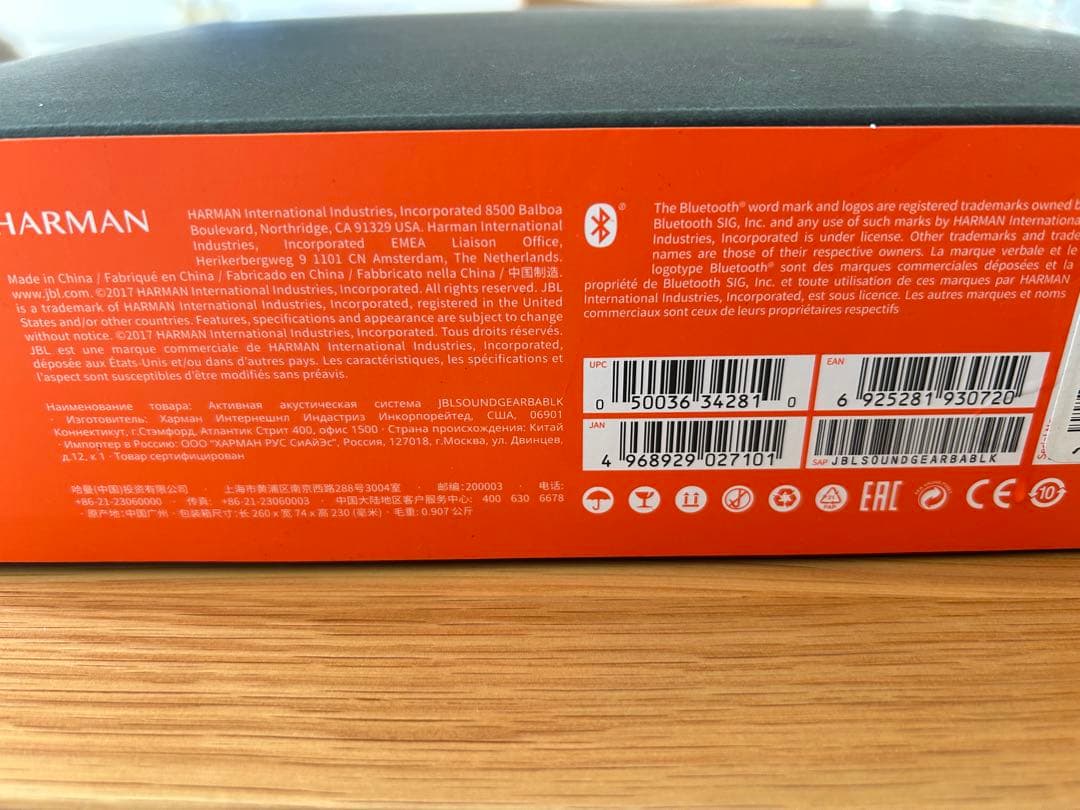 HARMAN
HARMAN International Industries, Incorporated 8500 Balboa
Boulevard, Northridge, CA 91329 USA. Harman International
Industries, Incorporated EMEA Liaison Office,
Herikerbergweg 9 1101 CN Amsterdam, The Netherlands.
Made in China / Fabriqué en China / Fabricado en China / Fabbricato nella China / 中国制造.
www.jbl.com. ©2017 HARMAN International Industries, Incorporated. All rights reserved. JBL
is a trademark of HARMAN International Industries, Incorporated, registered in the United
States and/or other countries. Features, specifications and appearance are subject to change
without notice. ©2017 HARMAN International Industries, Incorporated. Tous droits réservés.
JBL est une marque commerciale de HARMAN International Industries, Incorporated,
déposée aux États-Unis et/ou dans d'autres pays. Les caractéristiques, les spécifications et
l'aspect sont susceptibles d'être modifiés sans préavis.
Наименование товара: Активная акустическая система JBLSOUNDGEARBABLK
· Изготовитель: Харман Интернешнл Индастриз Инкорпорейтед, США, 06901
Коннектикут, г.Стэмфорд, Атлантик Стрит 400, офис 1500 · Страна происхождения: Китай
· Импортер в Россию: ООО "ХАРМАН РУС СиАйЭс", Россия, 127018, г.Москва, ул. Двинцев,
д.12, к 1 · Товар сертифицирован
哈曼(中国)投资有限公司 · 上海市黄浦区南京西路288号3004室 · 邮编:200003 · 电话:
+86-21-23060000 · 传真: +86-21-23060003 · 中国大陆地区客户服务中心: 400 630 6678
· 原产地:中国广州 · 包装箱尺寸:长 260 x 宽 74 x 高 230 (毫米) · 毛重: 0.907 公斤
®
The Bluetooth® word mark and logos are registered trademarks owned b
Bluetooth SIG, Inc. and any use of such marks by HARMAN Internationa
Industries, Incorporated is under license. Other trademarks and trade
names are those of their respective owners. La marque verbale et le
logotype Bluetooth® sont des marques commerciales déposées et la
propriété de Bluetooth SIG, Inc. et toute utilisation de ces marques par HARMAN
International Industries, Incorporated, est sous licence. Les autres marques et noms
commerciaux sont ceux de leurs propriétaires respectifs
UPC
0 50036 34281 0
EAN
6 925281 930720
JAN
4 968929 027101
SAP JBLSOUNDGEARBABLK
PAP
EAC
CE
10